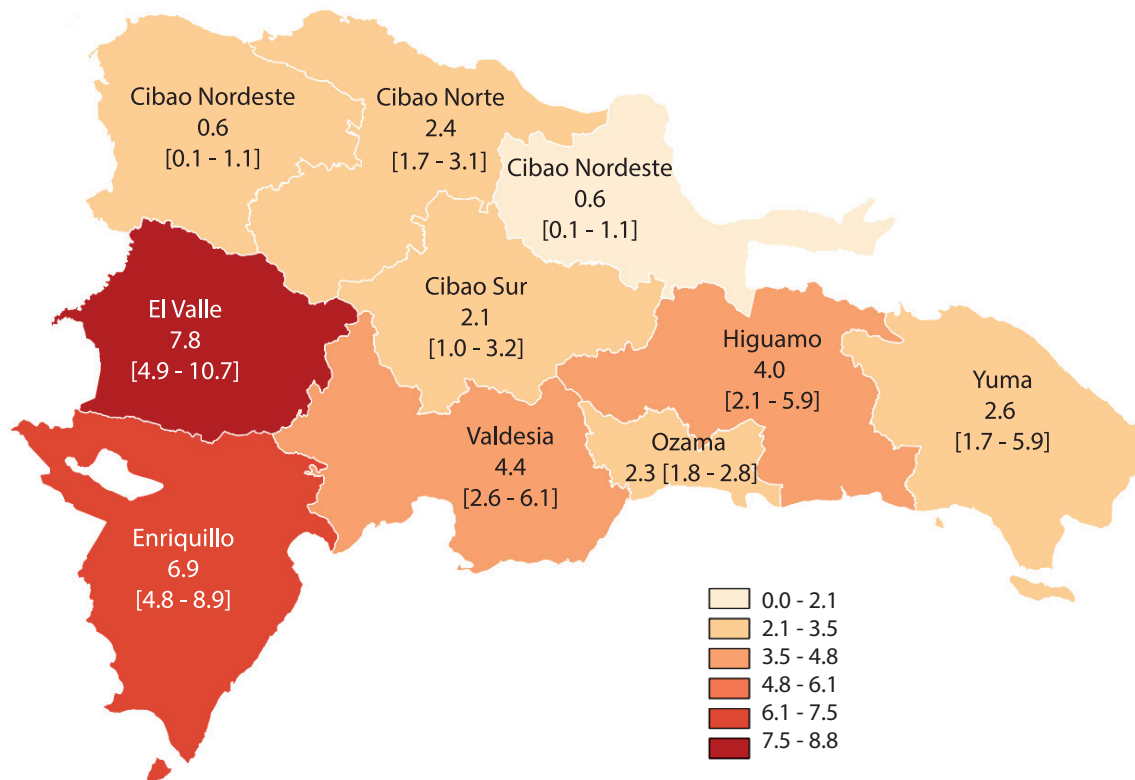 Cibao Nordeste
0.6
[0.1 - 1.1]
Cibao Norte
2.4
[1.7 - 3.1]
Cibao Nordeste
0.6
[0.1 - 1.1]
El Valle
7.8
[4.9 - 10.7]
Cibao Sur
2.1
[1.0 - 3.2]
Higuamo
4.0
[2.1 - 5.9]
Yuma
2.6
[1.7 - 5.9]
Valdesia
4.4
[2.6 - 6.1]
Ozama
2.3 [1.8 - 2.8]
Enriquillo
6.9
[4.8 - 8.9]
0.0 - 2.1
2.1 - 3.5
3.5 - 4.8
4.8 - 6.1
6.1 - 7.5
7.5 - 8.8